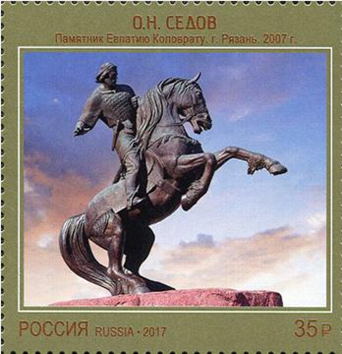 О.Н. СЕДОВ
Памятник Евпатию Коловрату. г. Рязань. 2007 г.
РОССИЯ RUSSIA • 2017 35 ₽